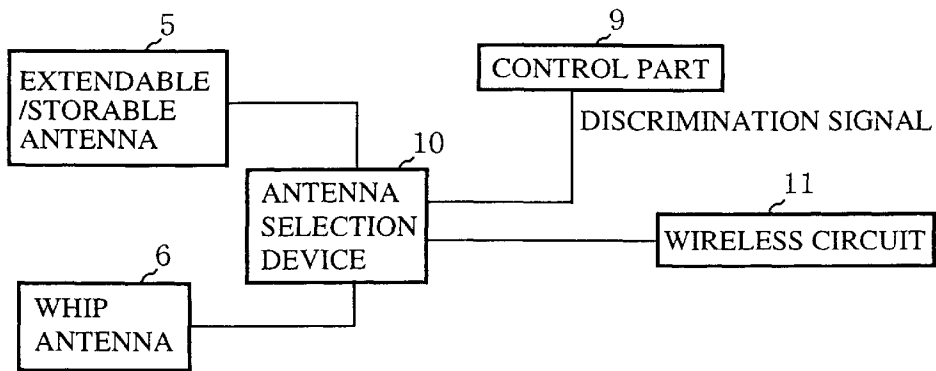 5
EXTENDABLE
/STORABLE
ANTENNA
9
CONTROL PART
DISCRIMINATION SIGNAL
10
ANTENNA
SELECTION
DEVICE
11
WIRELESS CIRCUIT
6
WHIP
ANTENNA